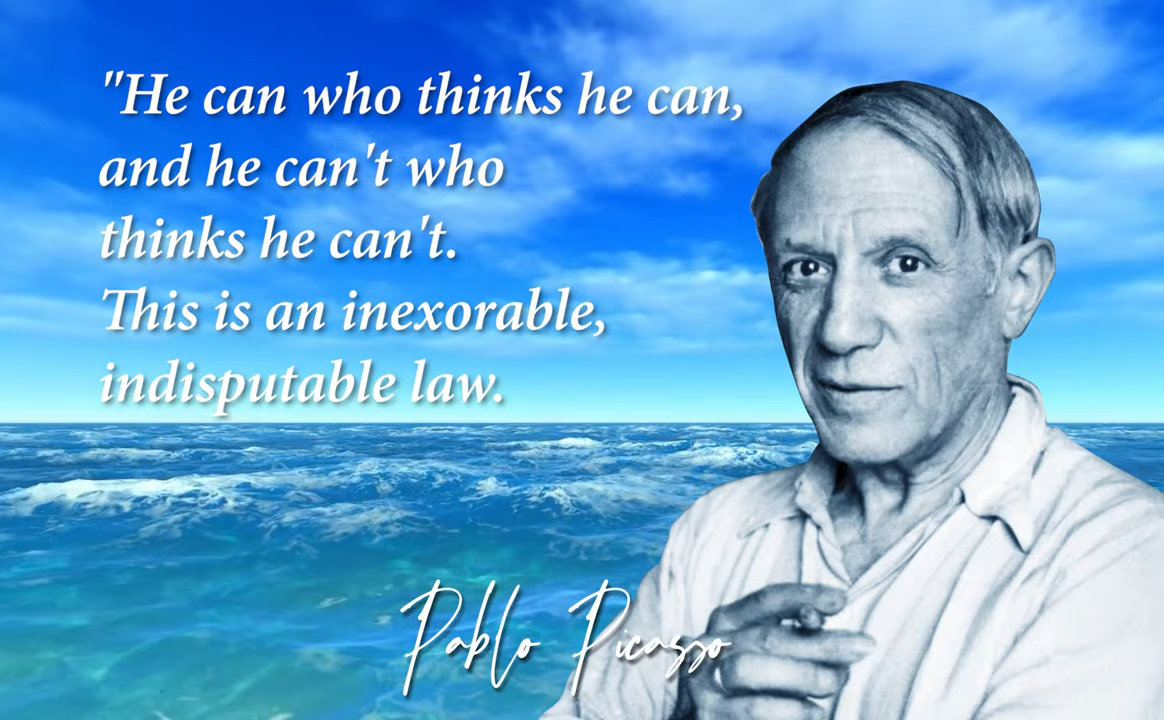 "He can who thinks he can,
and he can't who
thinks he can't.
This is an inexorable,
indisputable law.
Pablo Picasso